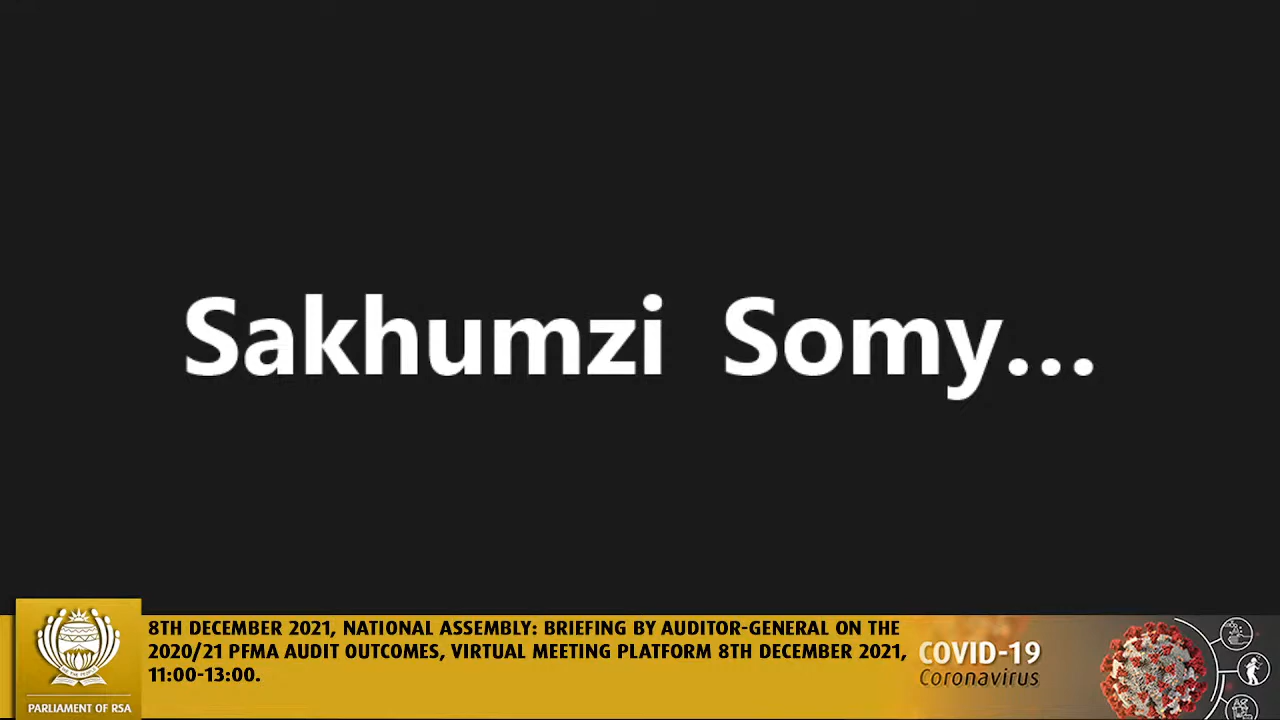 Sakhumzi Somy...
8TH DECEMBER 2021, NATIONAL ASSEMBLY: BRIEFING BY AUDITOR-GENERAL ON THE
2020/21 PFMA AUDIT OUTCOMES, VIRTUAL MEETING PLATFORM 8TH DECEMBER 2021,
11:00-13:00.
COVID-19
Coronavirus
PARLIAMENT OF RSA